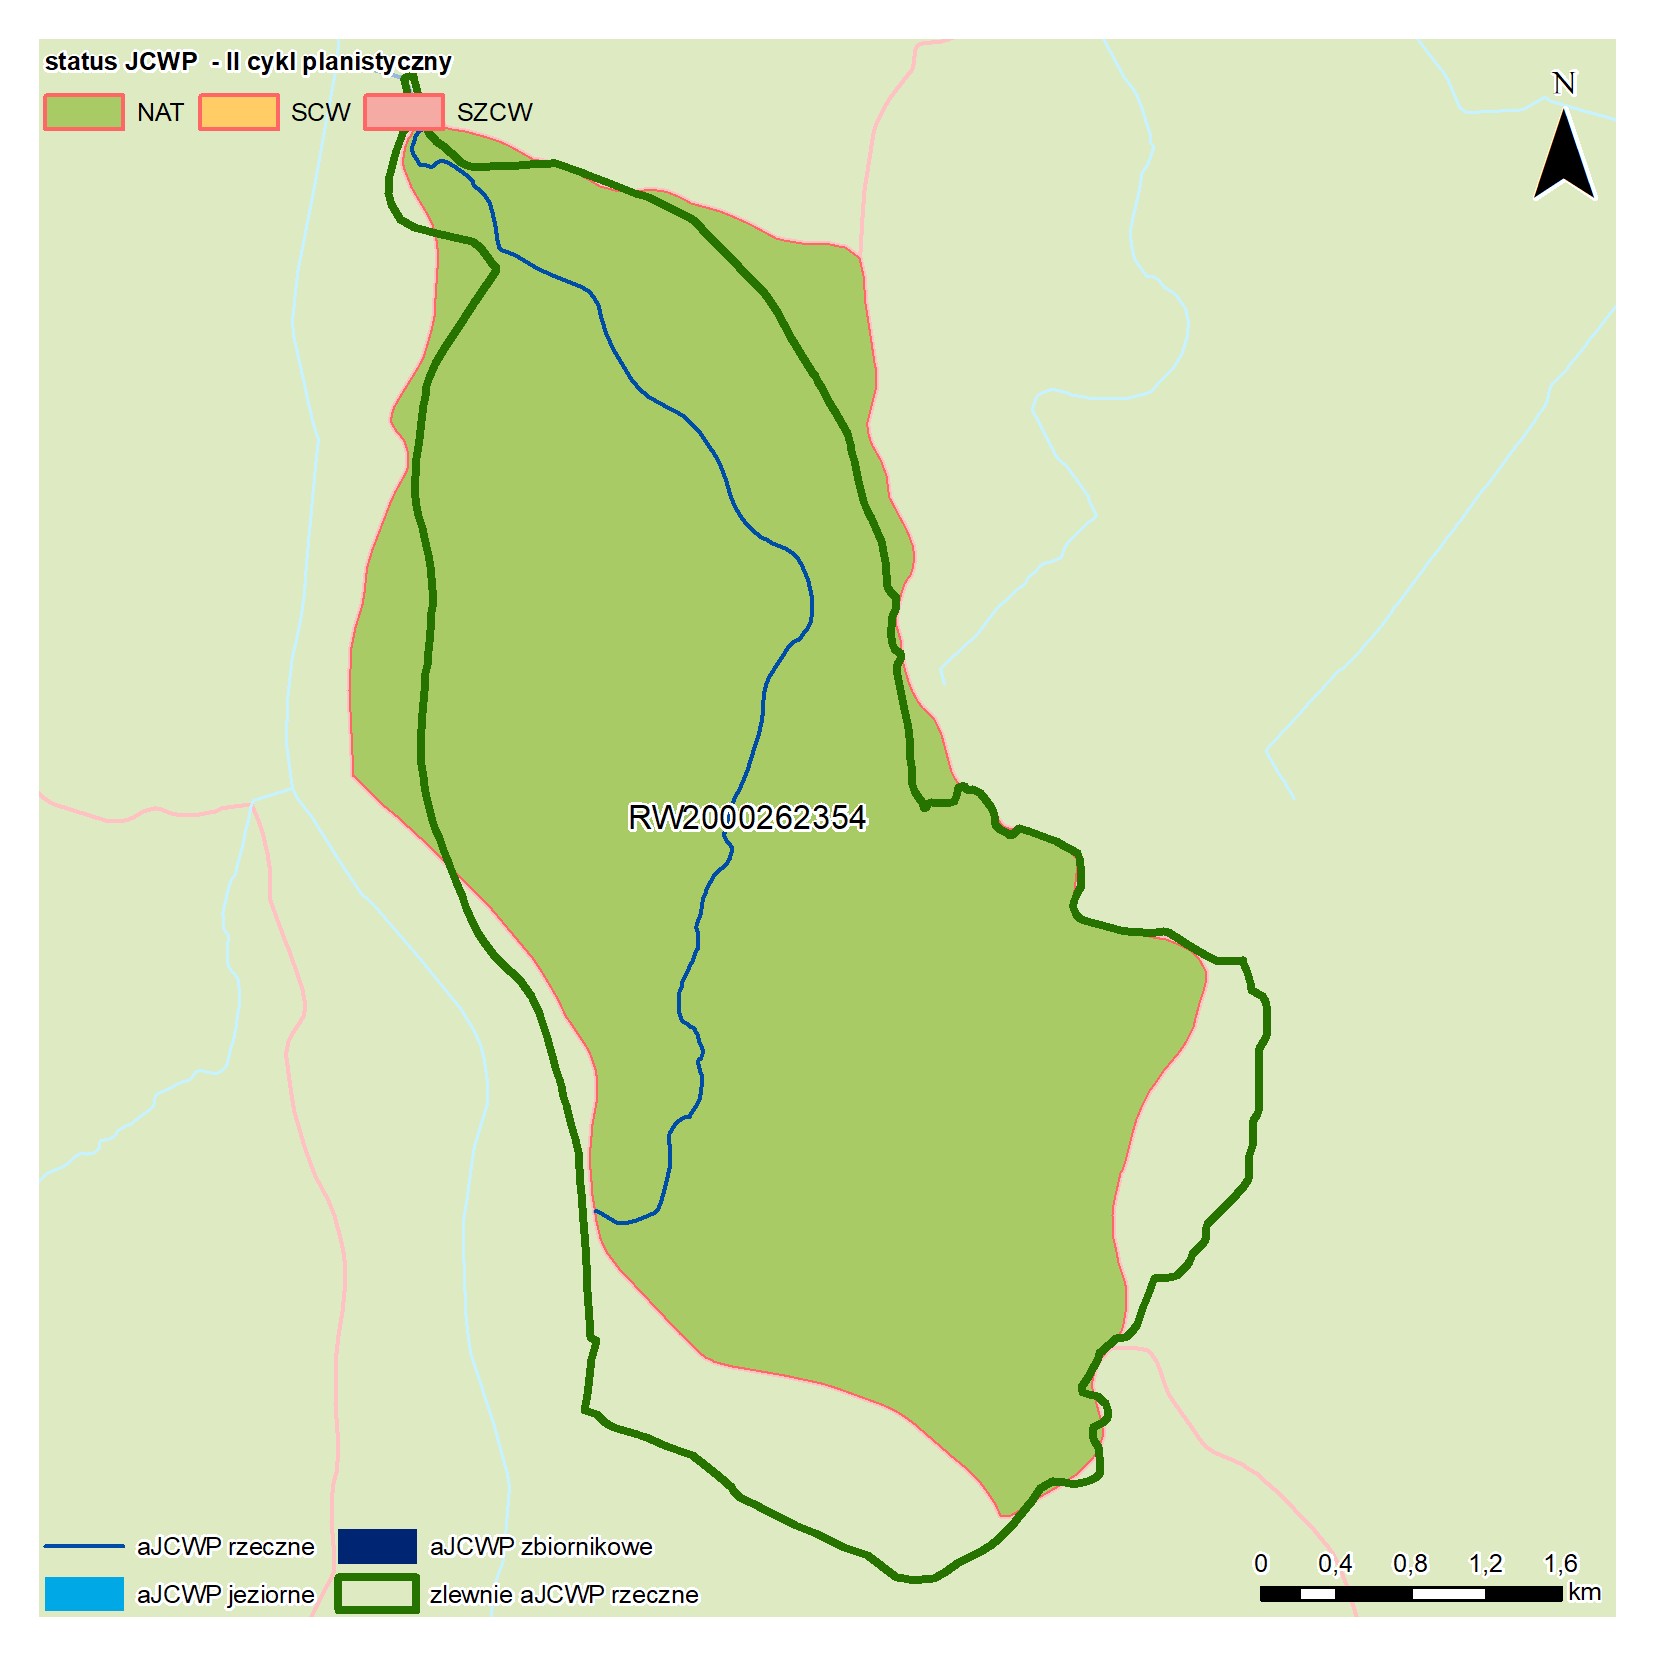 status JCWP - II cykl planistyczny
NAT SCW SZCW
N
RW2000262354
aJCWP rzeczne aJCWP zbiornikowe
aJCWP jeziorne zlewnie aJCWP rzeczne
0 0,4 0,8 1,2 1,6
km